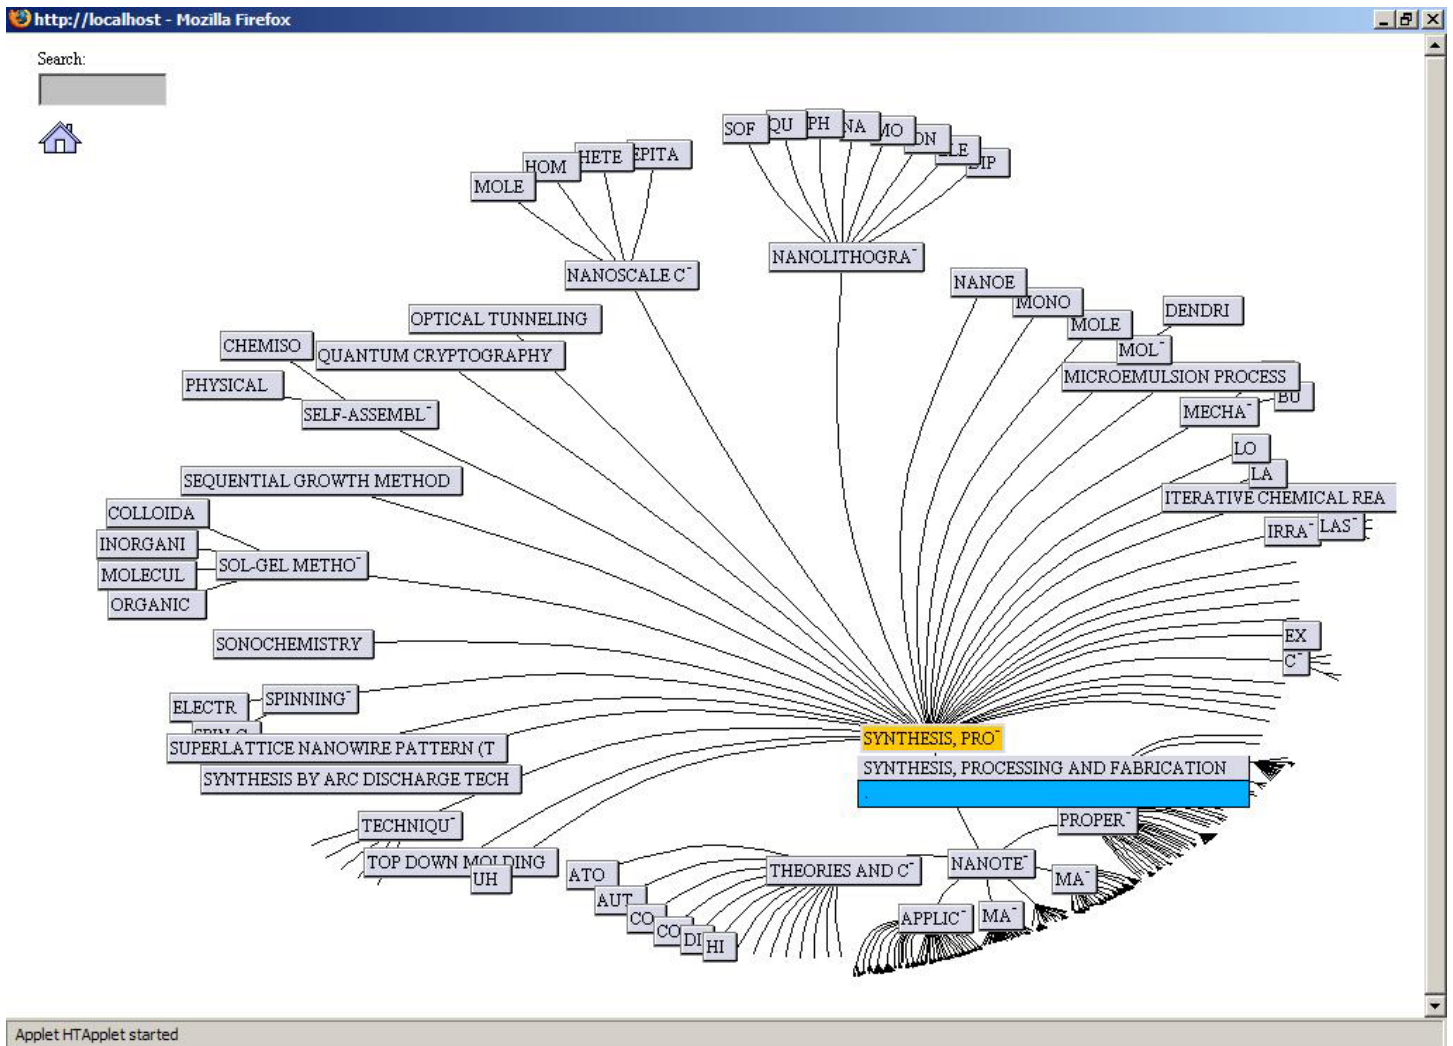 http://localhost - Mozilla Firefox
Search:
SOF
QU
PH
NA
MO
ON
ELE
DIP
MOLE
HOM
HETE
EPITA
NANOLITHOGRA¯
NANOSCALE C¯
NANOE
MONO
MOLE
DENDRI
MOL¯
OPTICAL TUNNELING
CHEMISO
QUANTUM CRYPTOGRAPHY
PHYSICAL
MICROEMULSION PROCESS
BU
SELF-ASSEMBL¯
MECHA¯
LO
LA
SEQUENTIAL GROWTH METHOD
ITERATIVE CHEMICAL REA
COLLOIDA
IRRA¯
LAS¯
INORGANI
SOL-GEL METHO¯
MOLECUL
ORGANIC
SONOCHEMISTRY
EX
C¯
SPINNING¯
ELECTR
SPIN C
SUPERLATTICE NANOWIRE PATTERN (T
SYNTHESIS, PRO¯
SYNTHESIS, PROCESSING AND FABRICATION
SYNTHESIS BY ARC DISCHARGE TECH
TECHNIQU¯
PROPER¯
TOP DOWN MOLDING
UH
ATO
THEORIES AND C¯
NANOTE¯
MA¯
AUT
CO
CO
DI
HI
APPLIC¯
MA¯
Applet HTApplet started